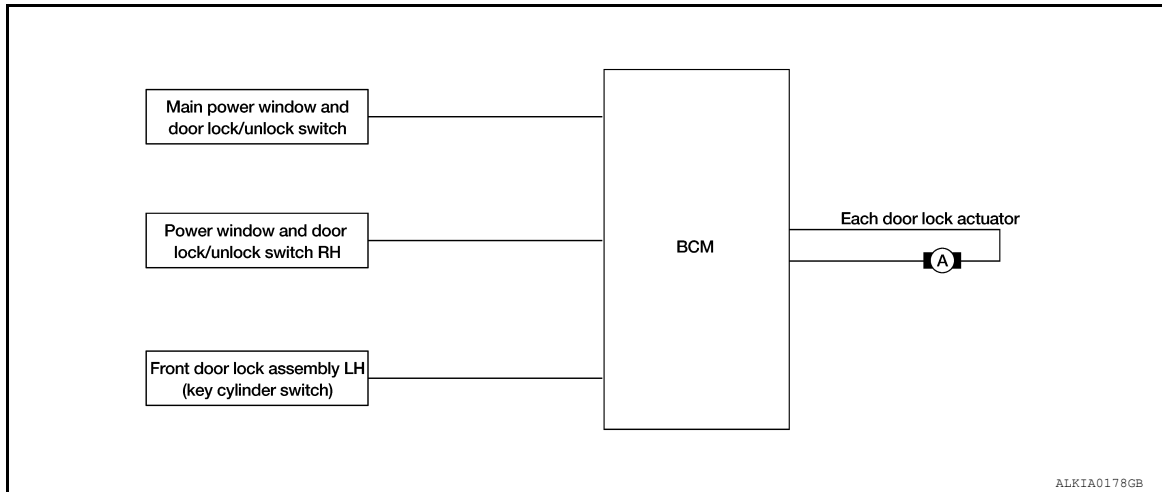 Main power window and
door lock/unlock switch
Power window and door
lock/unlock switch RH
Front door lock assembly LH
(key cylinder switch)
BCM
Each door lock actuator
A
ALKIA0178GB